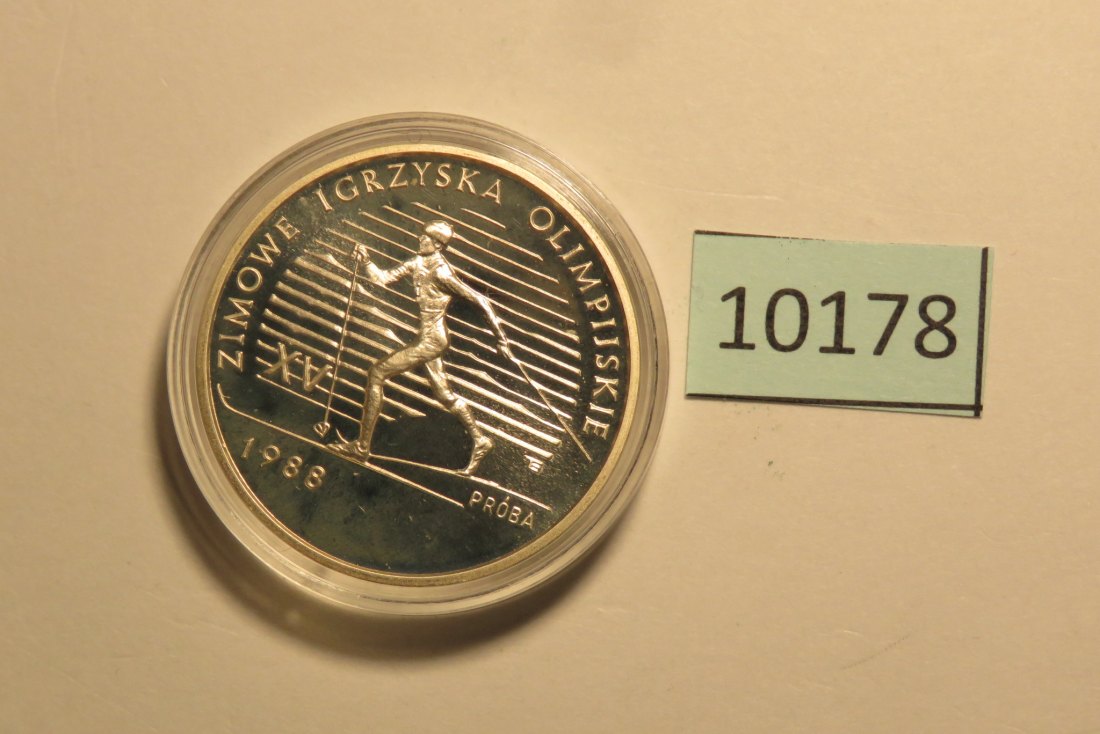 ZIMOWE IGRZYSKA OLIMPIJSKIE
XV
1988
PRÓBA
10178